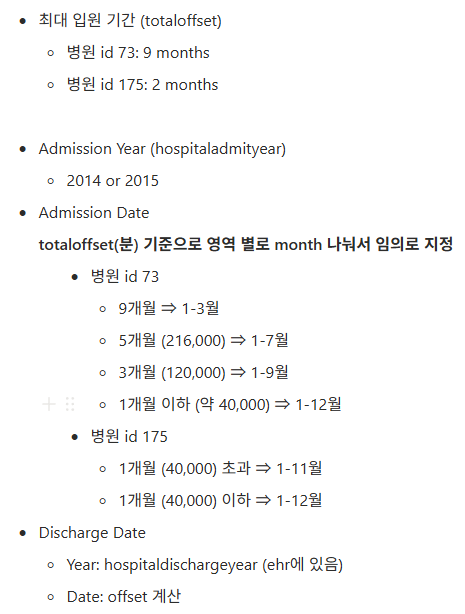 최대 입원 기간 (totaloffset)
병원 id 73: 9 months
병원 id 175: 2 months
Admission Year (hospitaladmityear)
2014 or 2015
Admission Date
totaloffset(분) 기준으로 영역 별로 month 나눠서 임의로 지정
병원 id 73
9개월 ⇒ 1-3월
5개월 (216,000) ⇒ 1-7월
3개월 (120,000) ⇒ 1-9월
1개월 이하 (약 40,000) ⇒ 1-12월
병원 id 175
1개월 (40,000) 초과 ⇒ 1-11월
1개월 (40,000) 이하 ⇒ 1-12월
Discharge Date
Year: hospitaldischargeyear (ehr에 있음)
Date: offset 계산